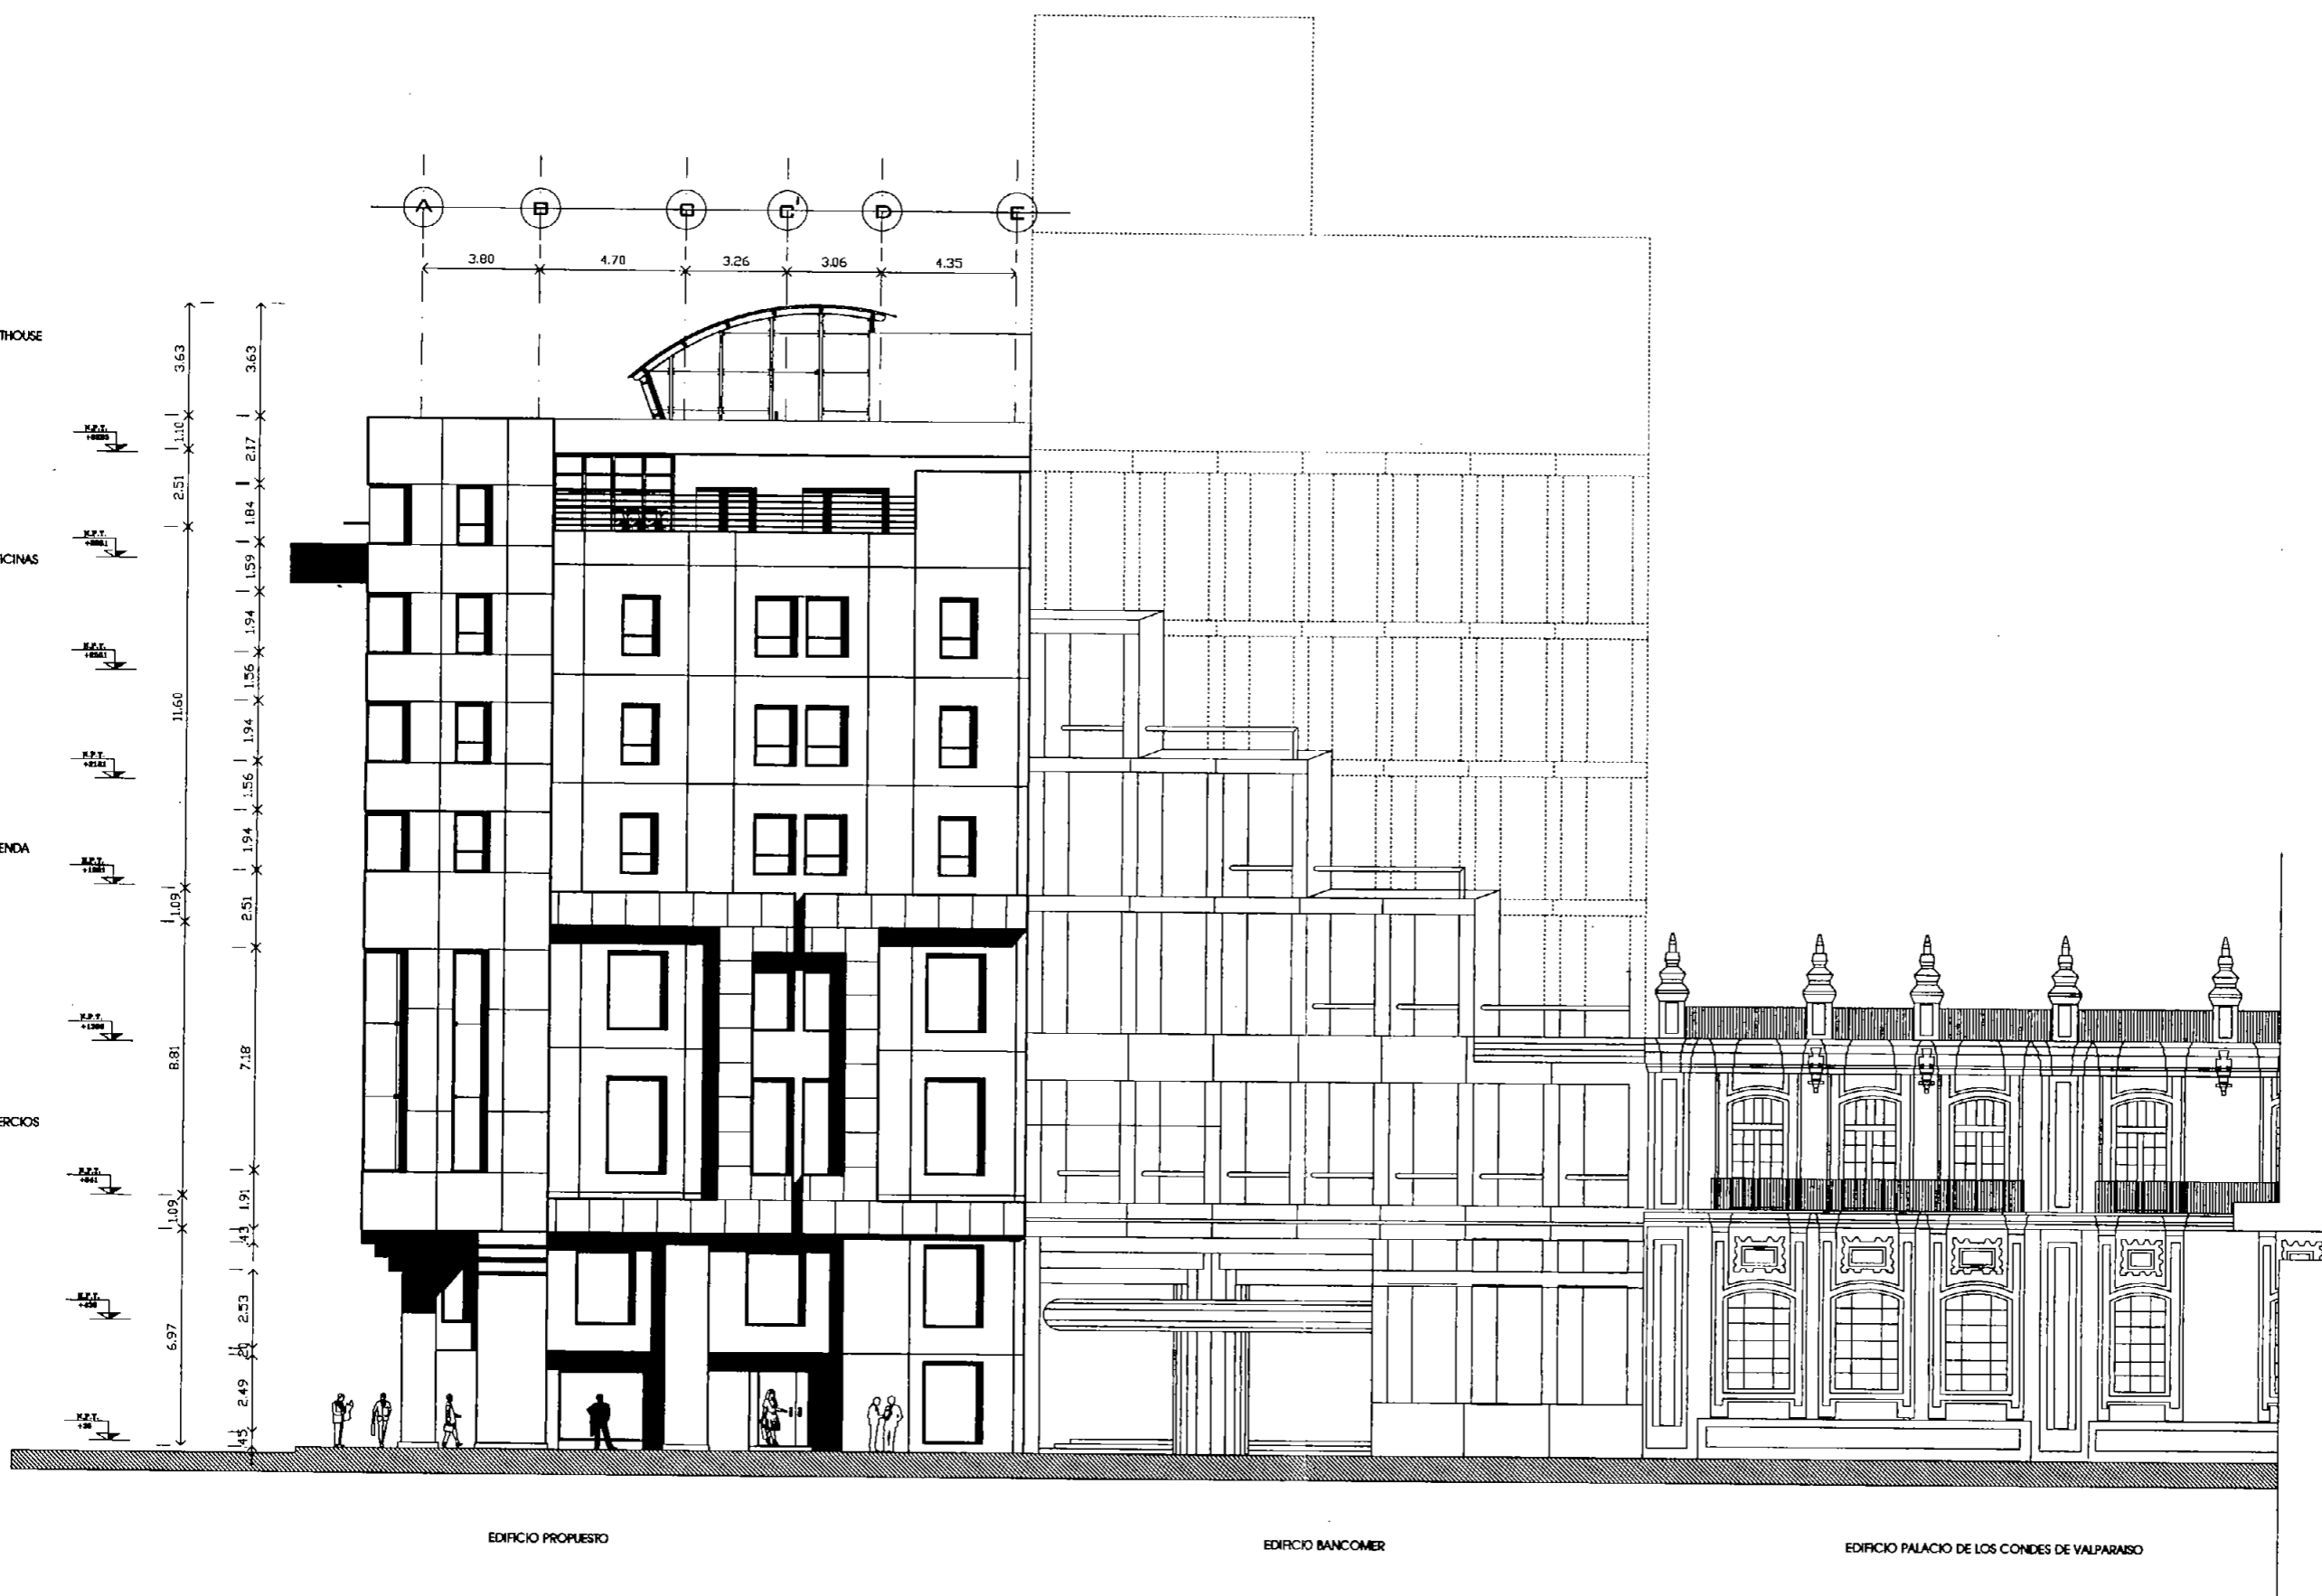 A B C' D E
3.80 4.70 3.26 3.06 4.35
THOUSE
3.63 3.63
1.10 2.17
N.P.T.
2.51 1.84
N.P.T.
ICINAS
1.59
1.94
N.P.T.
11.60 1.56
1.94
N.P.T.
1.56
1.94
ENDA
N.P.T.
1.09 2.51
N.P.T.
8.81 7.18
ERCIOS
N.P.T.
1.09 1.91
.43
N.P.T.
6.97 2.53
.20
2.49
N.P.T.
.45
EDIFICIO PROPUESTO
EDIFICIO BANCOMER
EDIFICIO PALACIO DE LOS CONDES DE VALPARAISO